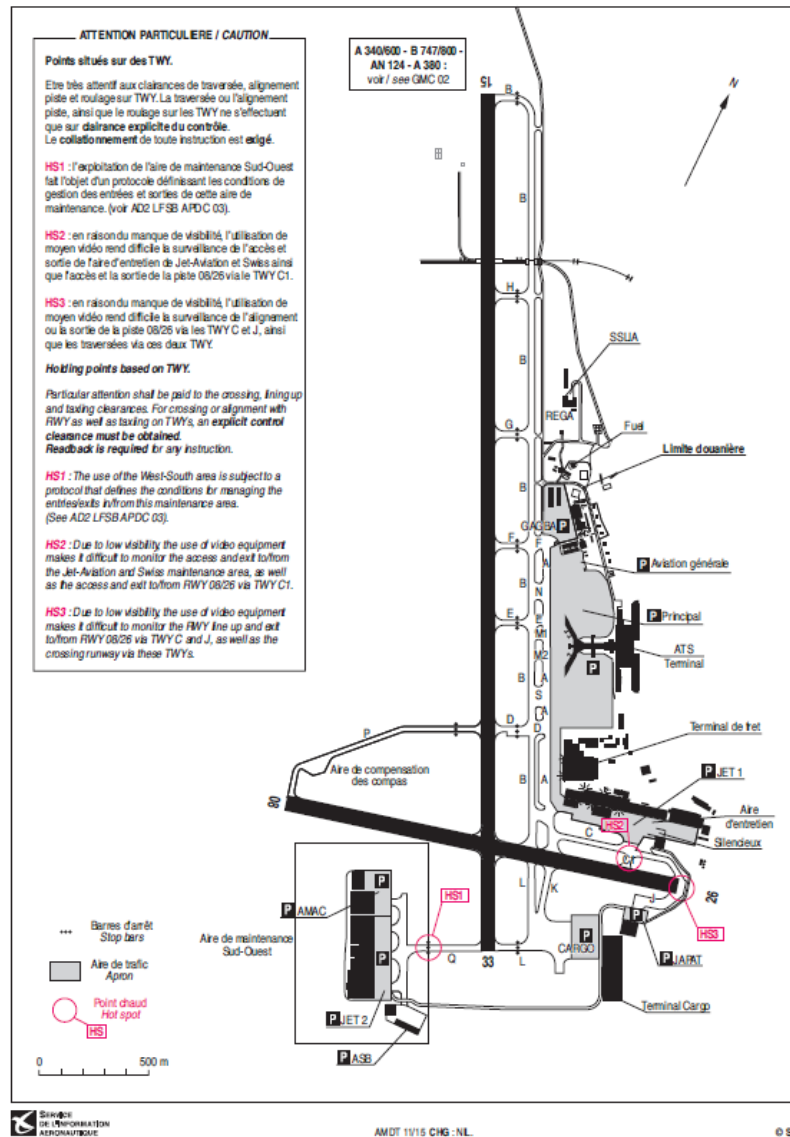 ATTENTION PARTICULIERE / CAUTION
Points situés sur des TWY.
Etre très attentif aux clairances de traversée, alignement
piste et roulage sur TWY. La traversée ou l'alignement
piste, ainsi que le roulage sur les TWY ne s'effectuent
que sur clairance explicite du contrôle.
Le collationnement de toute instruction est exigé.
HS1 : l'exploitation de l'aire de maintenance Sud-Ouest
fait l'objet d'un protocole définissant les conditions de
gestion des entrées et sorties de cette aire de
maintenance. (voir AD2 LFSB APDC 03).
HS2 : en raison du manque de visibilité, l'utilisation de
moyen vidéo rend difficile la surveillance de l'accès et
sortie de l'aire d'entretien de Jet-Aviation et Swiss ainsi
que l'accès et la sortie de la piste 08/26 via le TWY C1.
HS3 : en raison du manque de visibilité, l'utilisation de
moyen vidéo rend difficile la surveillance de l'alignement
ou la sortie de la piste 08/26 via les TWY C et J, ainsi
que les traversées via ces deux TWY.
Holding points based on TWY.
Particular attention shall be paid to the crossing, lining up
and taxiing clearances. For crossing or alignment with
RWY as well as taxiing on TWYs, an explicit control
clearance must be obtained.
Readback is required for any instruction.
HS1 : The use of the West-South area is subject to a
protocol that defines the conditions for managing the
entries/exits in/from this maintenance area.
(See AD2 LFSB APDC 03).
HS2 : Due to low visibility, the use of video equipment
makes it difficult to monitor the access and exit to/from
the Jet-Aviation and Swiss maintenance area, as well
as the access and exit to/from RWY 08/26 via TWY C1.
HS3 : Due to low visibility, the use of video equipment
makes it difficult to monitor the RWY line up and exit
to/from RWY 08/26 via TWY C and J, as well as the
crossing runway via these TWYs.
A 340/600 - B 747/800 -
AN 124 - A 380 :
voir / see GMC 02
15
N
B
B
H
B
SSLIA
REGA
G
Fuel
Limite douanière
B
GAGBA P
F
F
P Aviation générale
A
B
N
P Principal
E
E
M1
ATS
Terminal
M2
P
B
A
S
A
D
D
P
Terminal de fret
Aire de compensation
des compas
B
A
P JET 1
80
Aire
d'entretien
HS2
C
Silencieux
C1
L
K
J
26
HS1
HS3
P
P AMAC
Aire de maintenance
Sud-Ouest
P
P
CARGO
P
P JAPAT
Q
33
L
Barres d'arrêt
Stop bars
Aire de trafic
Apron
Point chaud
Hot spot
HS
P JET 2
P ASB
Terminal Cargo
0
500 m
SERVICE
DE L'INFORMATION
AERONAUTIQUE
AMDT 11/15 CHG : NIL.
© S